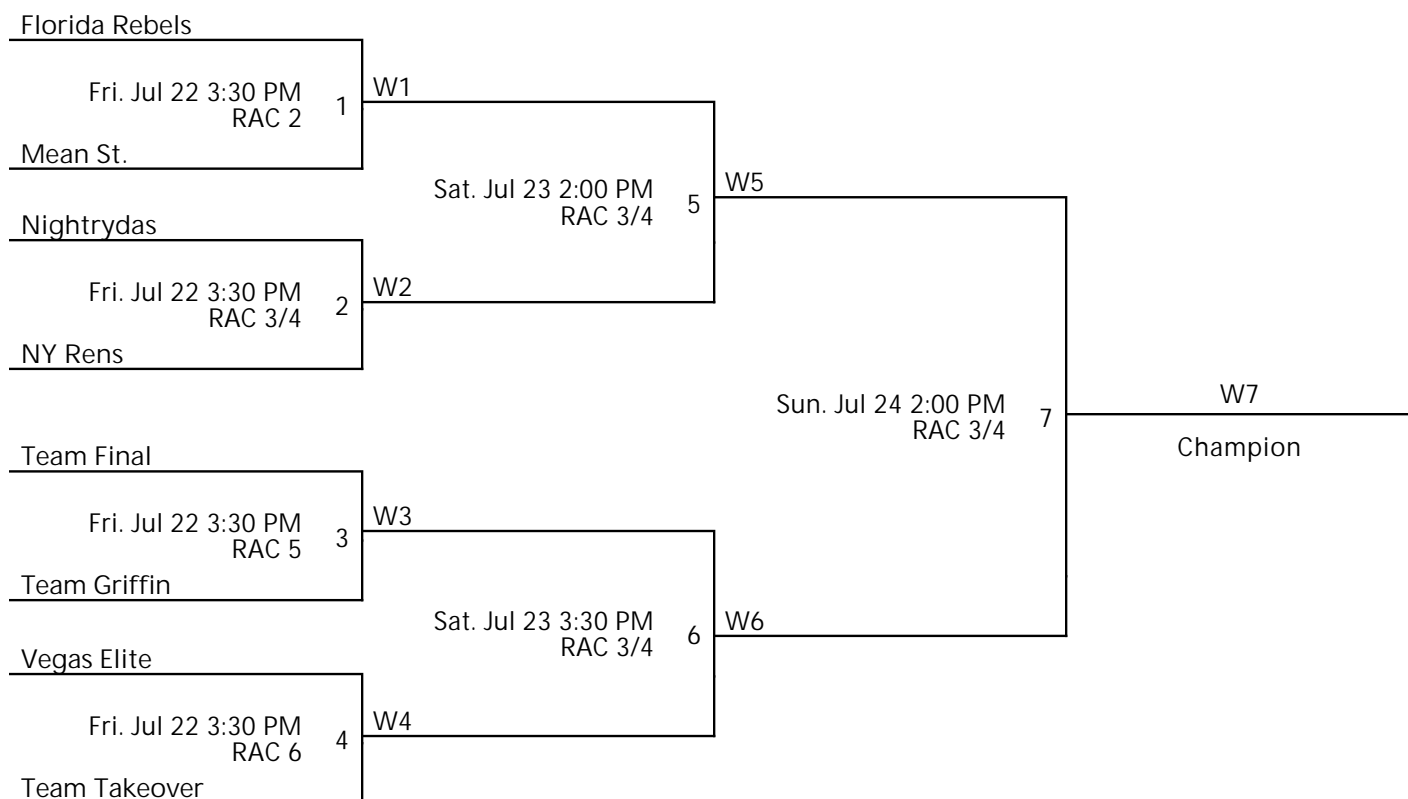 Florida Rebels
Fri. Jul 22 3:30 PM
RAC 2
1
W1
Mean St.
Sat. Jul 23 2:00 PM
RAC 3/4
5
W5
Nightrydas
Fri. Jul 22 3:30 PM
RAC 3/4
2
W2
NY Rens
Sun. Jul 24 2:00 PM
RAC 3/4
7
W7
Champion
Team Final
Fri. Jul 22 3:30 PM
RAC 5
3
W3
Team Griffin
Sat. Jul 23 3:30 PM
RAC 3/4
6
W6
Vegas Elite
Fri. Jul 22 3:30 PM
RAC 6
4
W4
Team Takeover